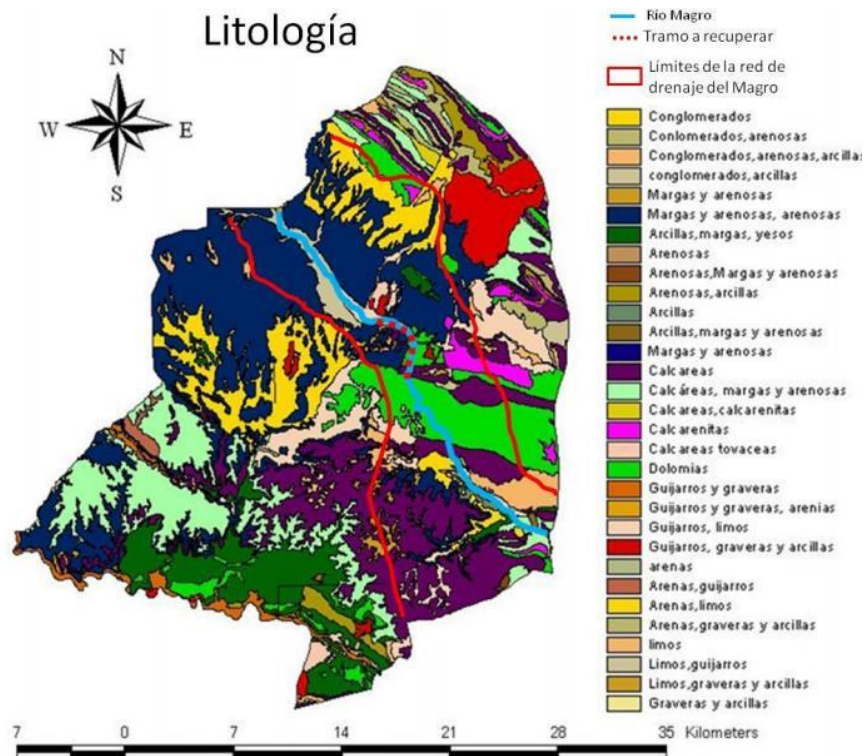 Litología
N
W
E
S
Río Magro
Tramo a recuperar
Límites de la red de
drenaje del Magro
Conglomerados
Conlomerados,arenosas
Conglomerados,arenosas,arcillas
conglomerados,arcillas
Margas y arenosas
Margas y arenosas, arenosas
Arcillas,margas, yesos
Arenosas
Arenosas,Margas y arenosas
Arenosas,arcillas
Arcillas
Arcillas,margas y arenosas
Margas y arenosas
Calcareas
Calcáreas, margas y arenosas
Calcareas,calcarenitas
Calcarenitas
Calcareas tovaceas
Dolomias
Guijarros y graveras
Guijarros y graveras, arenias
Guijarros, limos
Guijarros, graveras y arcillas
arenas
Arenas,guijarros
Arenas,limos
Arenas,graveras y arcillas
limos
Limos,guijarros
Limos,graveras y arcillas
Graveras y arcillas
7 0 7 14 21 28 35 Kilometers